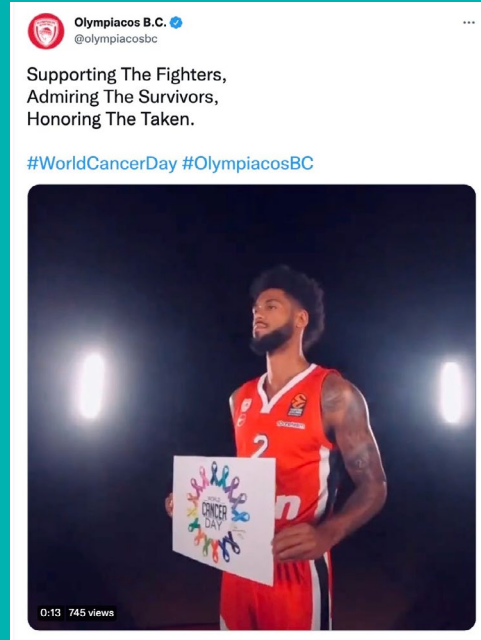 Olympiacos B.C.
@olympiacosbc
Supporting The Fighters,
Admiring The Survivors,
Honoring The Taken.
#WorldCancerDay #OlympiacosBC
2
WORLD
CANCER
DAY
n
0:13 745 views